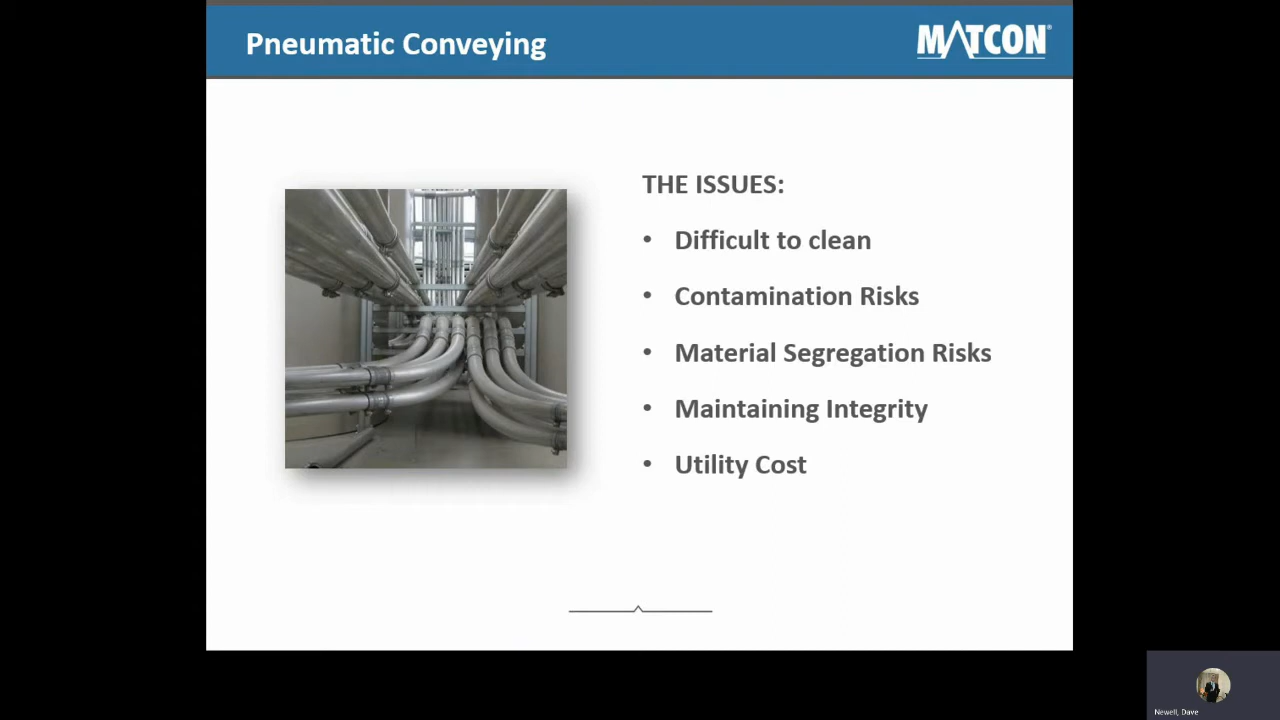 Pneumatic Conveying
MATCON®
THE ISSUES:
• Difficult to clean
• Contamination Risks
• Material Segregation Risks
• Maintaining Integrity
• Utility Cost
Newell, Dave